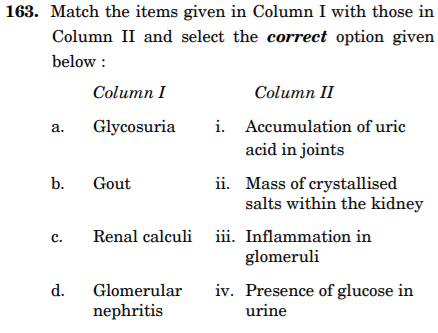 163. Match the items given in Column I with those in
Column II and select the correct option given
below :
Column I Column II
a. Glycosuria i. Accumulation of uric
acid in joints
b. Gout ii. Mass of crystallised
salts within the kidney
c. Renal calculi iii. Inflammation in
glomeruli
d. Glomerular iv. Presence of glucose in
nephritis urine